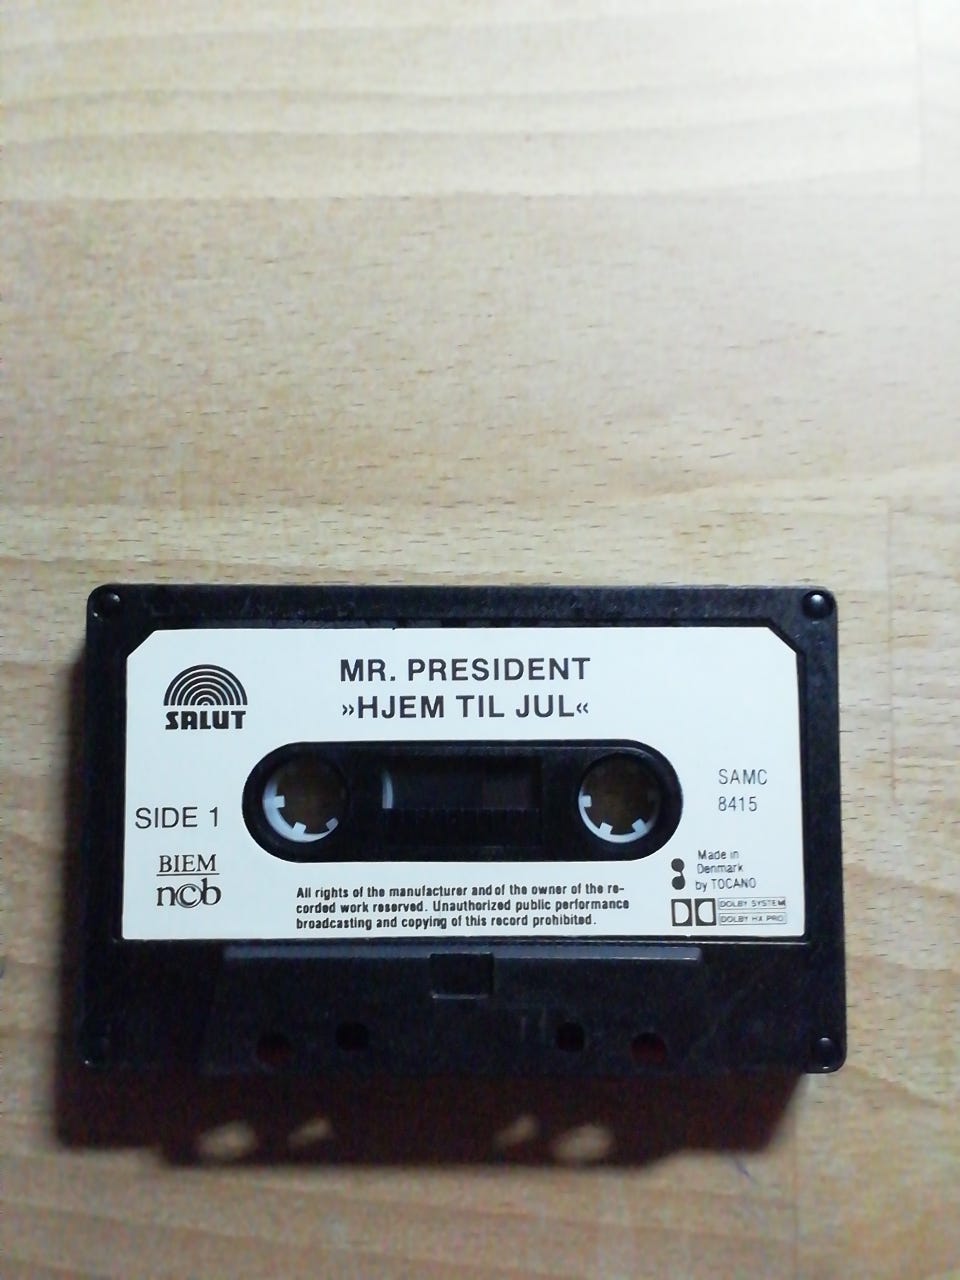 MR. PRESIDENT
»HJEM TIL JUL«
SALUT
SAMC
8415
SIDE 1
BIEM
ncb
All rights of the manufacturer and of the owner of the re-
corded work reserved. Unauthorized public performance
broadcasting and copying of this record prohibited.
Made in
Denmark
by TOCANO
DOLBY SYSTEM
DOLBY HX PRO